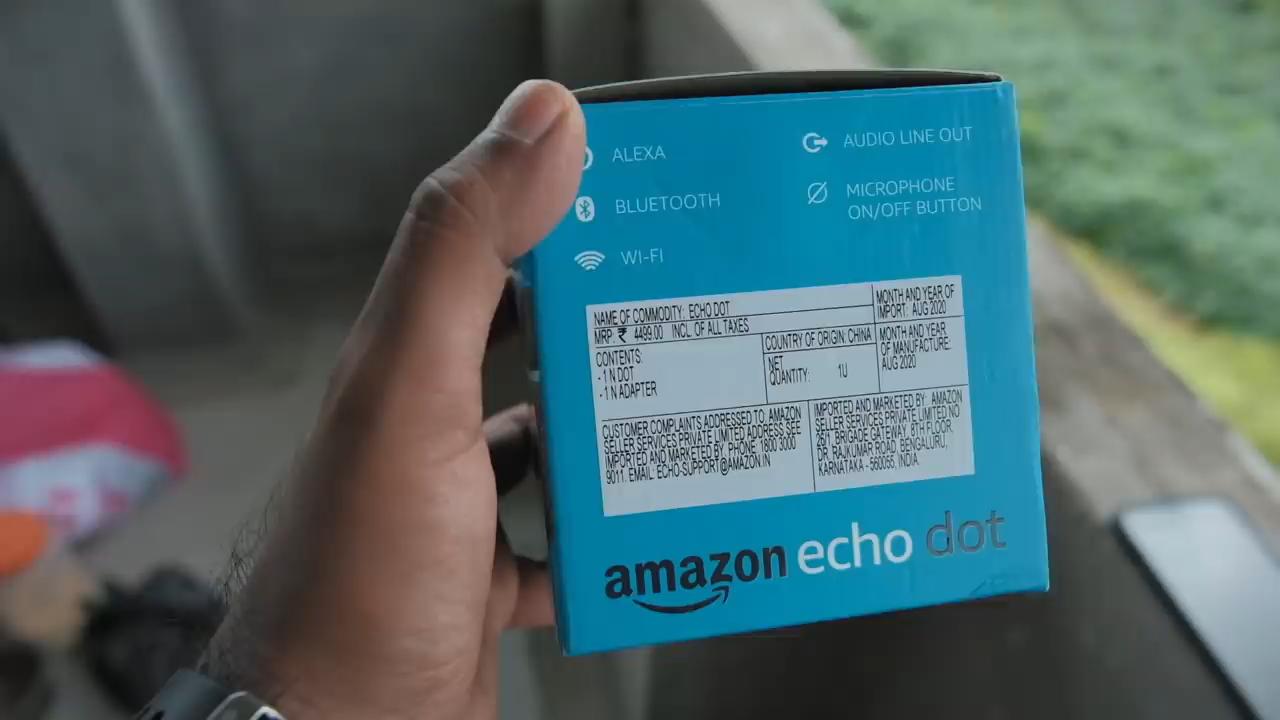 ALEXA
BLUETOOTH
WI-FI
AUDIO LINE OUT
MICROPHONE
ON/OFF BUTTON
NAME OF COMMODITY: ECHO DOT
MRP: ₹ 4499.00 INCL. OF ALL TAXES
MONTH AND YEAR OF
IMPORT: AUG 2020
CONTENTS
- 1 N DOT
- 1 N ADAPTER
COUNTRY OF ORIGIN: CHINA
NET
QUANTITY: 1U
MONTH AND YEAR
OF MANUFACTURE:
AUG 2020
CUSTOMER COMPLAINTS ADDRESSED TO, AMAZON
SELLER SERVICES PRIVATE LIMITED ADDRESS SEE
IMPORTED AND MARKETED BY. PHONE 1800 3000
9011. EMAIL: ECHO-SUPPORT@AMAZON.IN
IMPORTED AND MARKETED BY: AMAZON
SELLER SERVICES PRIVATE LIMITED NO
26/1, BRIGADE GATEWAY, 8TH FLOOR,
DR. RAJKUMAR ROAD, BENGALURU,
KARNATAKA - 560055, INDIA
amazon echo dot